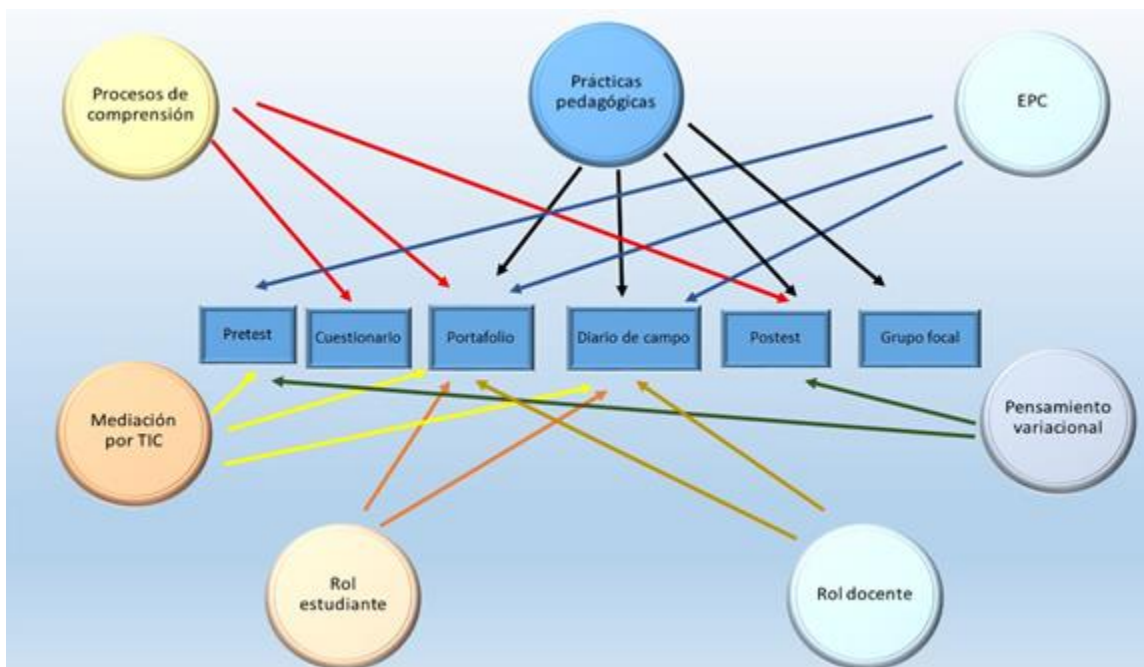 Procesos de
comprensión
Prácticas
pedagógicas
EPC
Pretest
Cuestionario
Portafolio
Diario de campo
Postest
Grupo focal
Mediación
por TIC
Pensamiento
variacional
Rol
estudiante
Rol docente